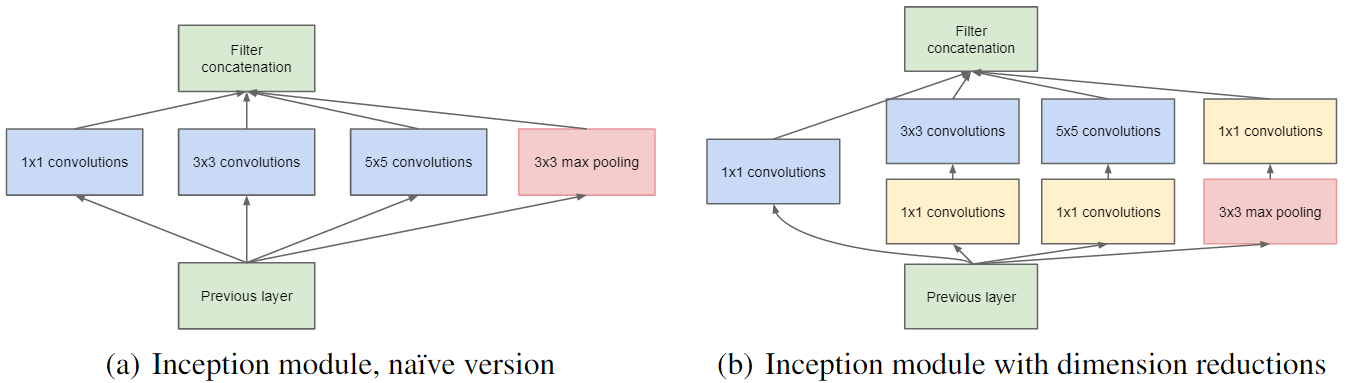 Filter
concatenation
1x1 convolutions
3x3 convolutions
5x5 convolutions
3x3 max pooling
Previous layer
(a) Inception module, naïve version
Filter
concatenation
3x3 convolutions
5x5 convolutions
1x1 convolutions
1x1 convolutions
1x1 convolutions
1x1 convolutions
3x3 max pooling
Previous layer
(b) Inception module with dimension reductions